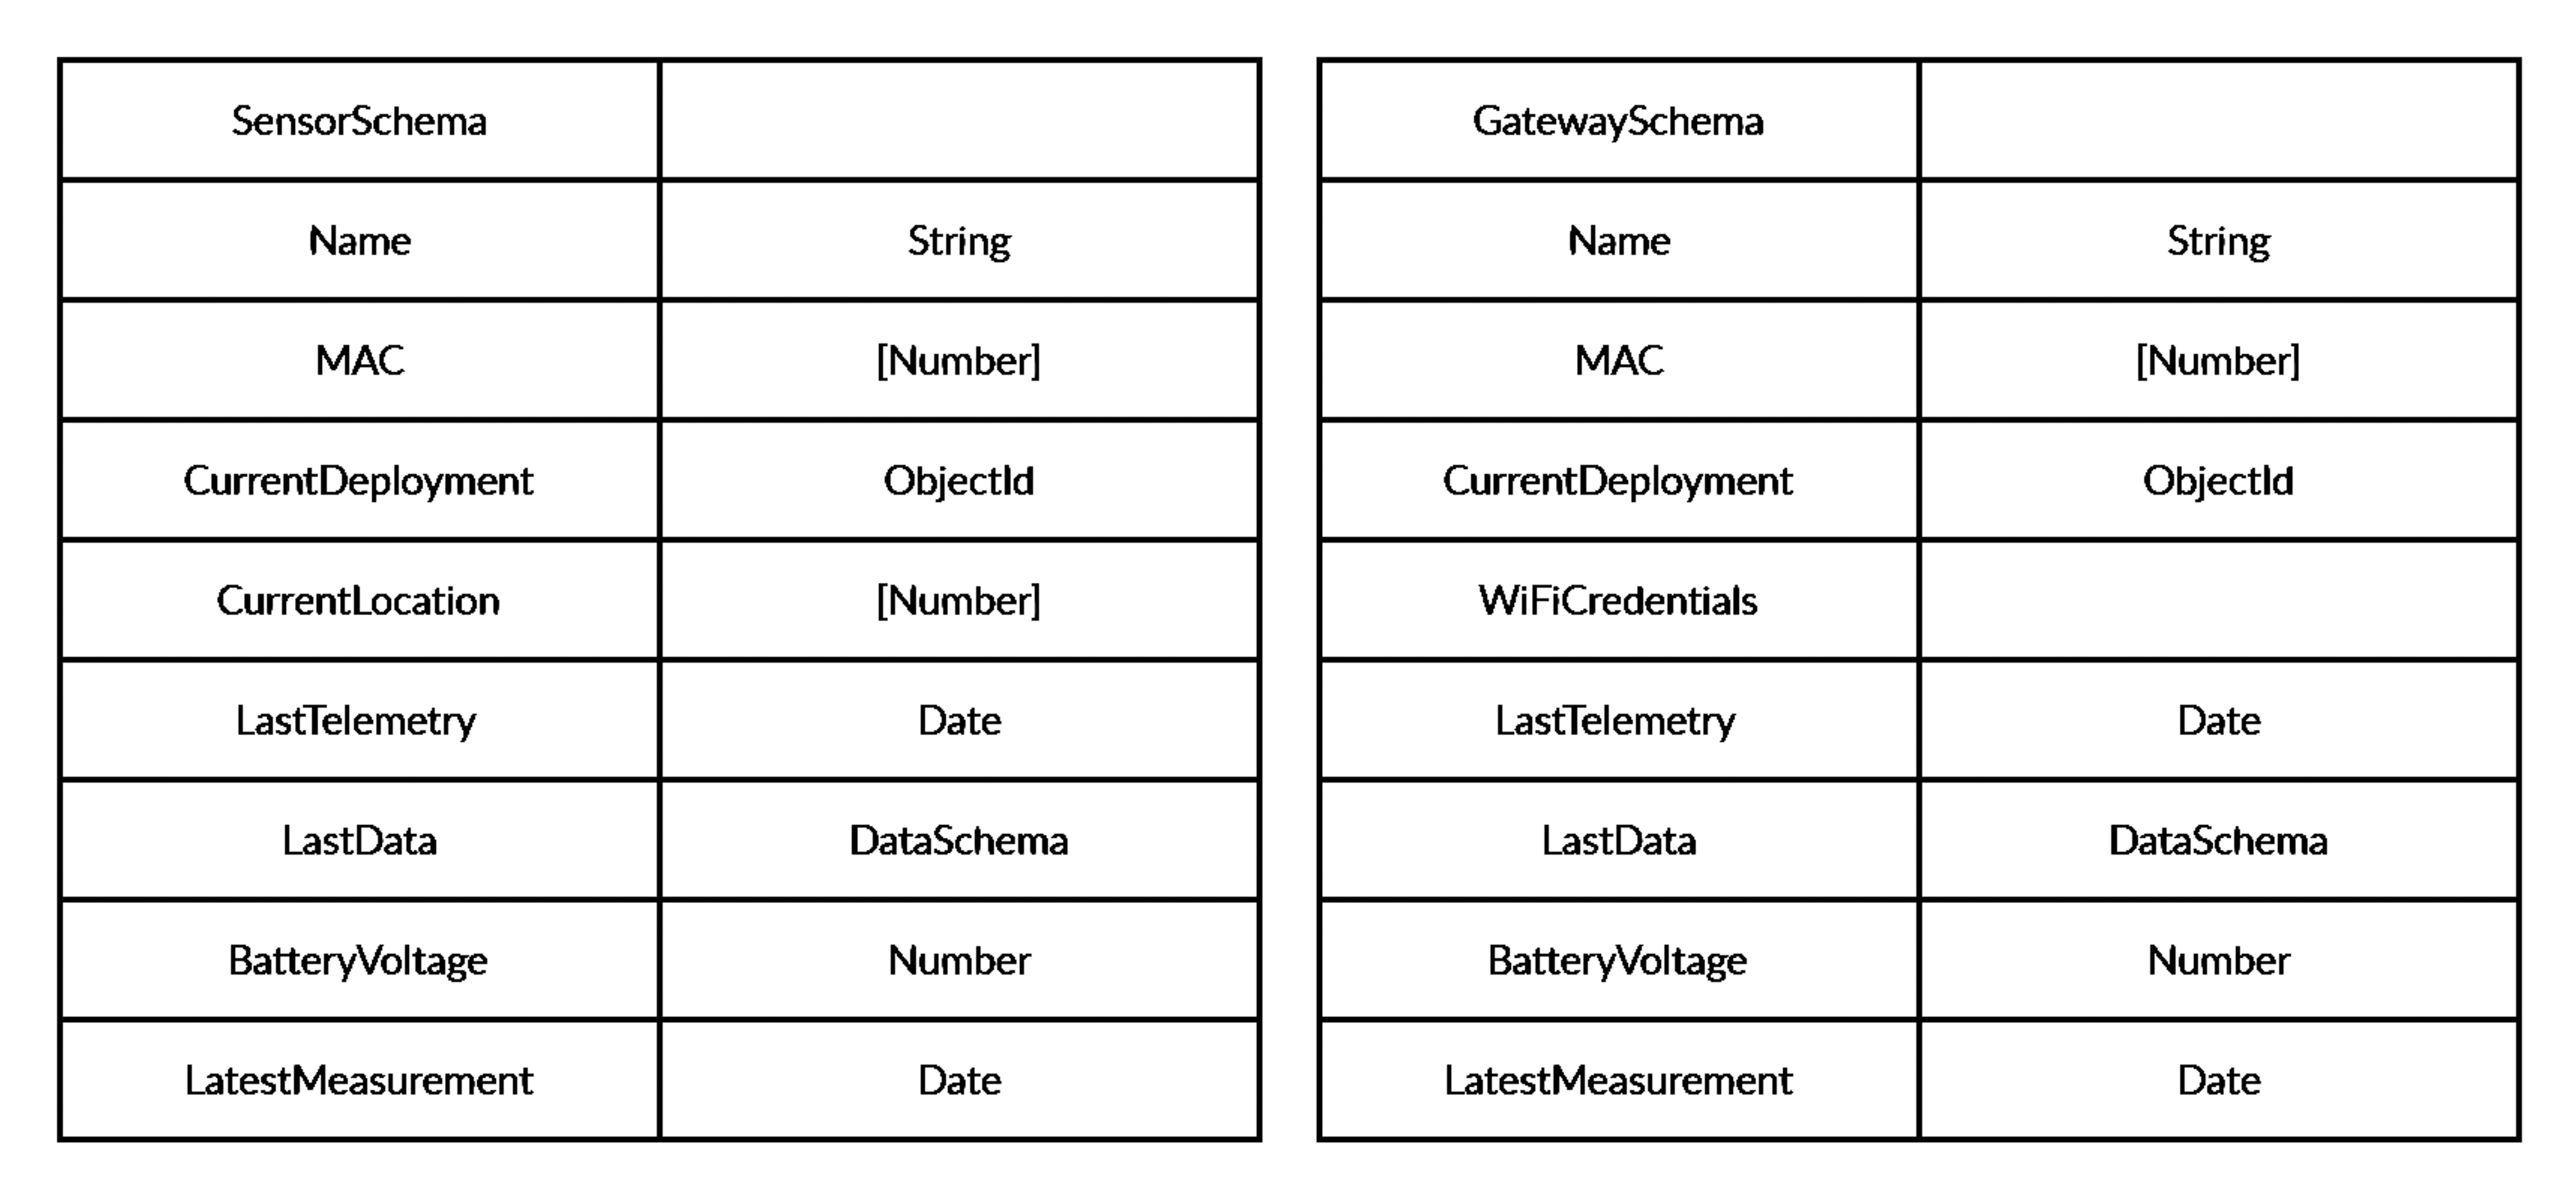 SensorSchema
Name String
MAC [Number]
CurrentDeployment ObjectId
CurrentLocation [Number]
LastTelemetry Date
LastData DataSchema
BatteryVoltage Number
LatestMeasurement Date
GatewaySchema
Name String
MAC [Number]
CurrentDeployment ObjectId
WiFiCredentials
LastTelemetry Date
LastData DataSchema
BatteryVoltage Number
LatestMeasurement Date